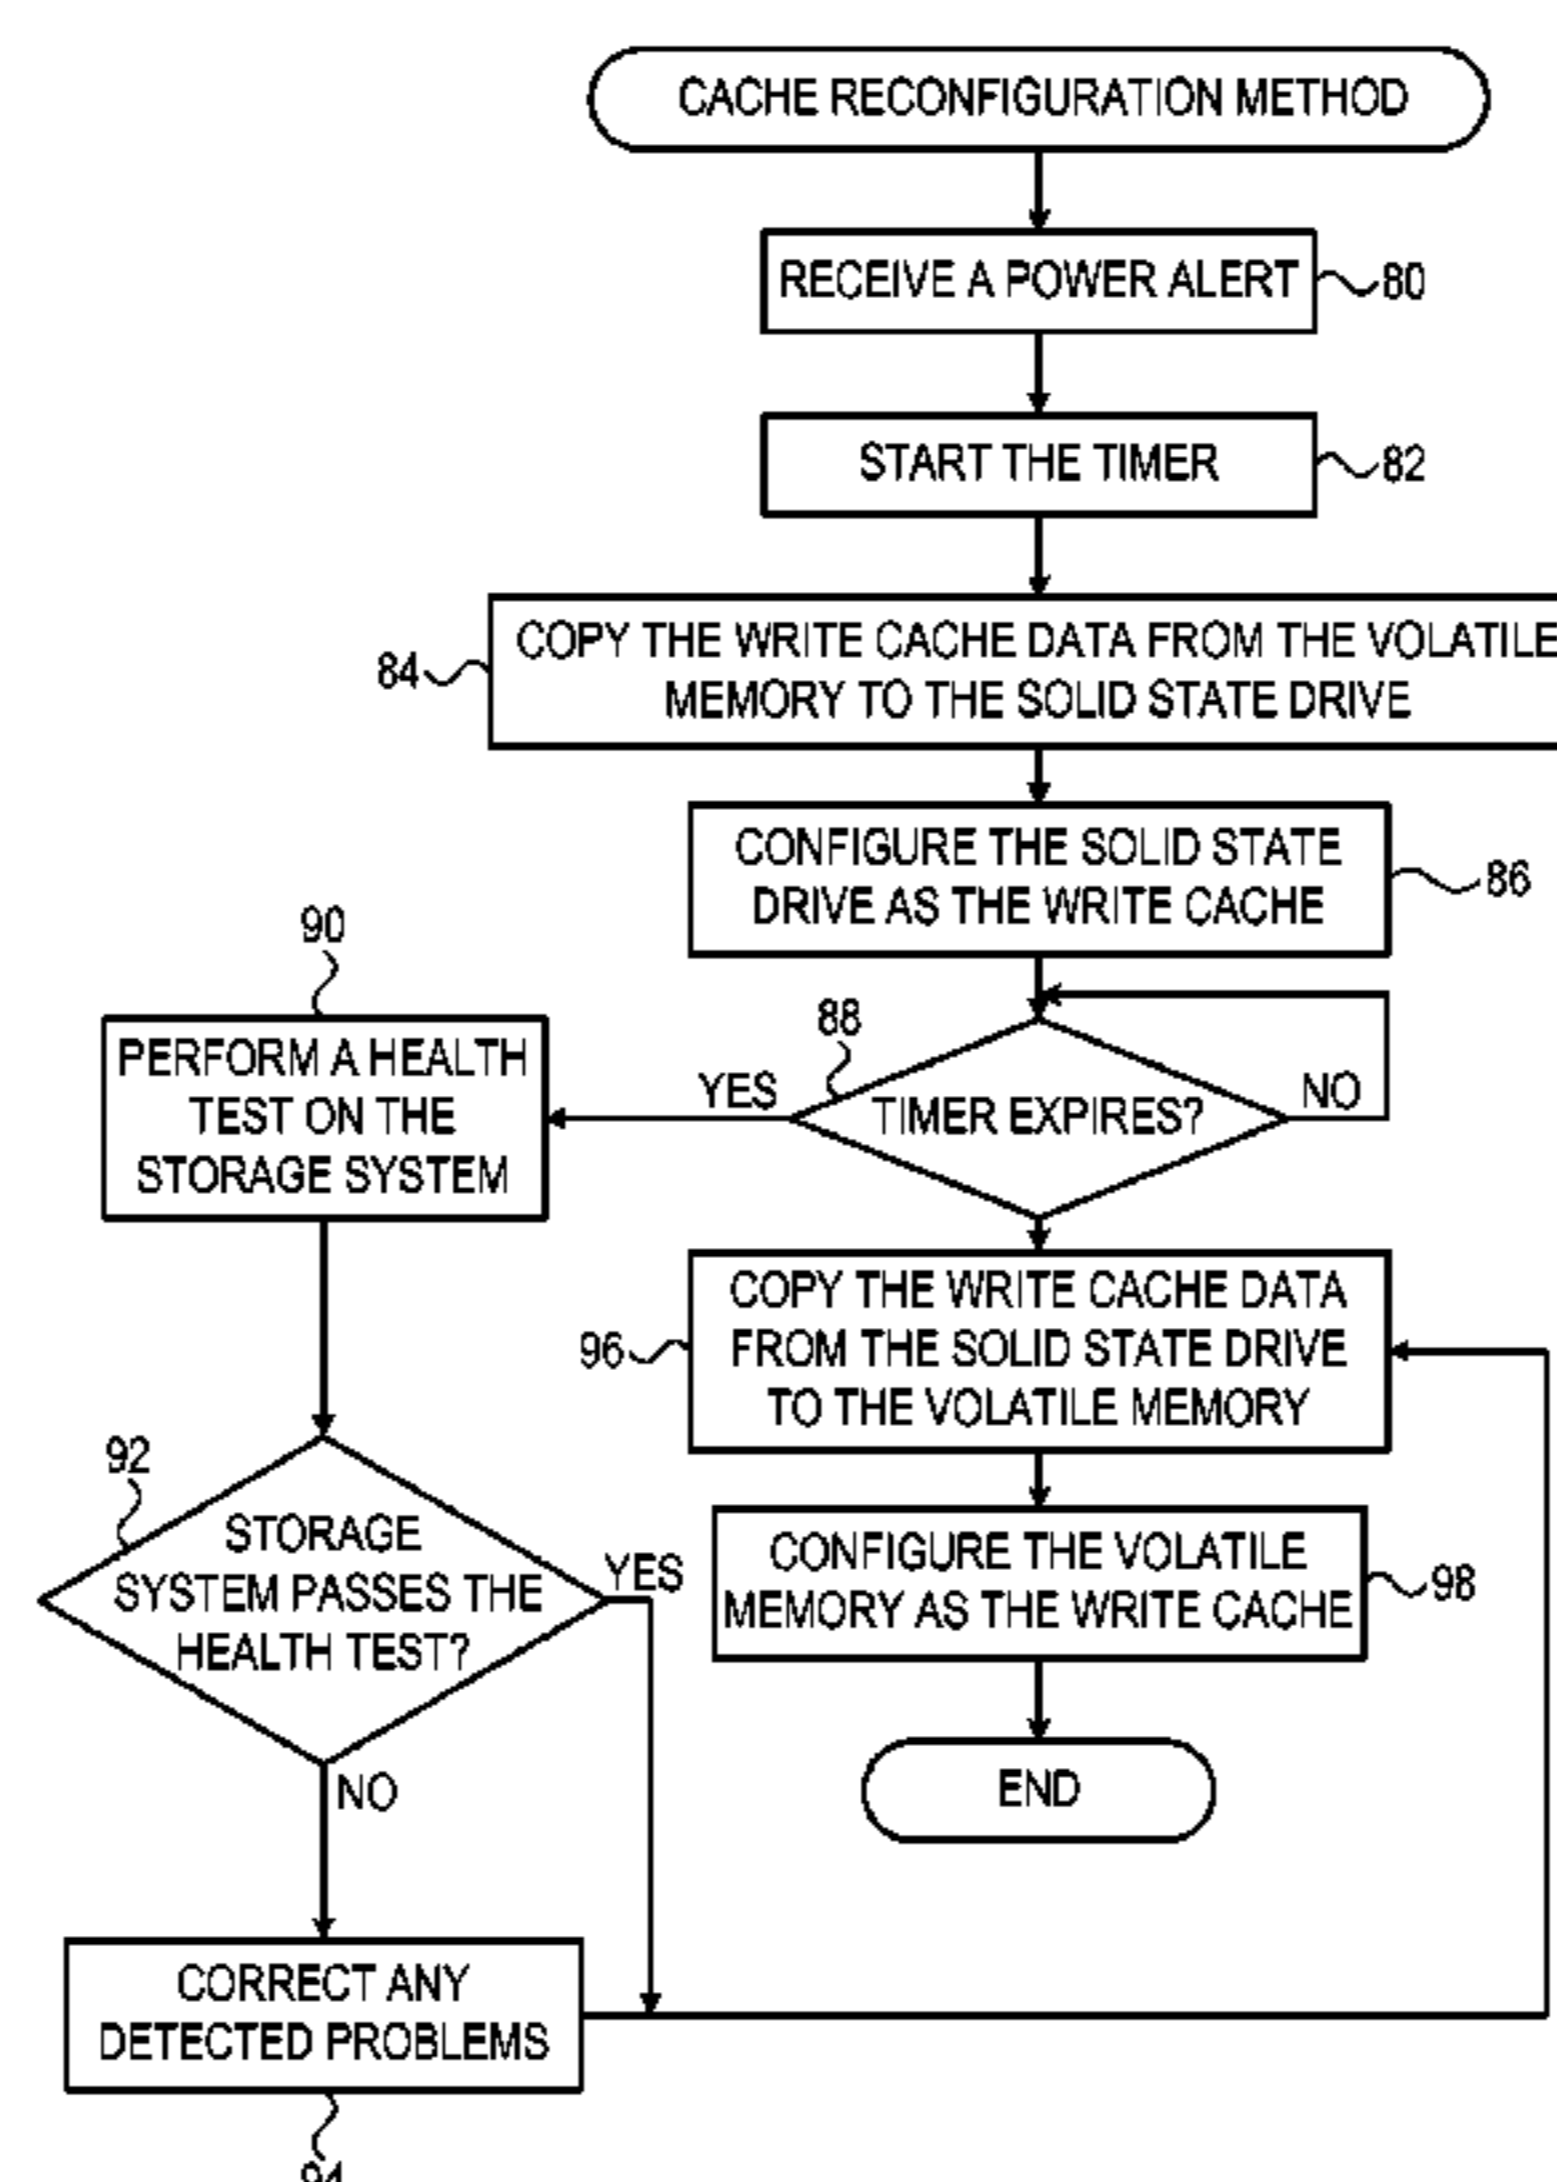 CACHE RECONFIGURATION METHOD
RECEIVE A POWER ALERT
80
START THE TIMER
82
COPY THE WRITE CACHE DATA FROM THE VOLATILE
MEMORY TO THE SOLID STATE DRIVE
84
CONFIGURE THE SOLID STATE
DRIVE AS THE WRITE CACHE
86
88
TIMER EXPIRES?
YES
NO
90
PERFORM A HEALTH
TEST ON THE
STORAGE SYSTEM
96
COPY THE WRITE CACHE DATA
FROM THE SOLID STATE DRIVE
TO THE VOLATILE MEMORY
92
STORAGE
SYSTEM PASSES THE
HEALTH TEST?
YES
NO
CONFIGURE THE VOLATILE
MEMORY AS THE WRITE CACHE
98
END
CORRECT ANY
DETECTED PROBLEMS
94